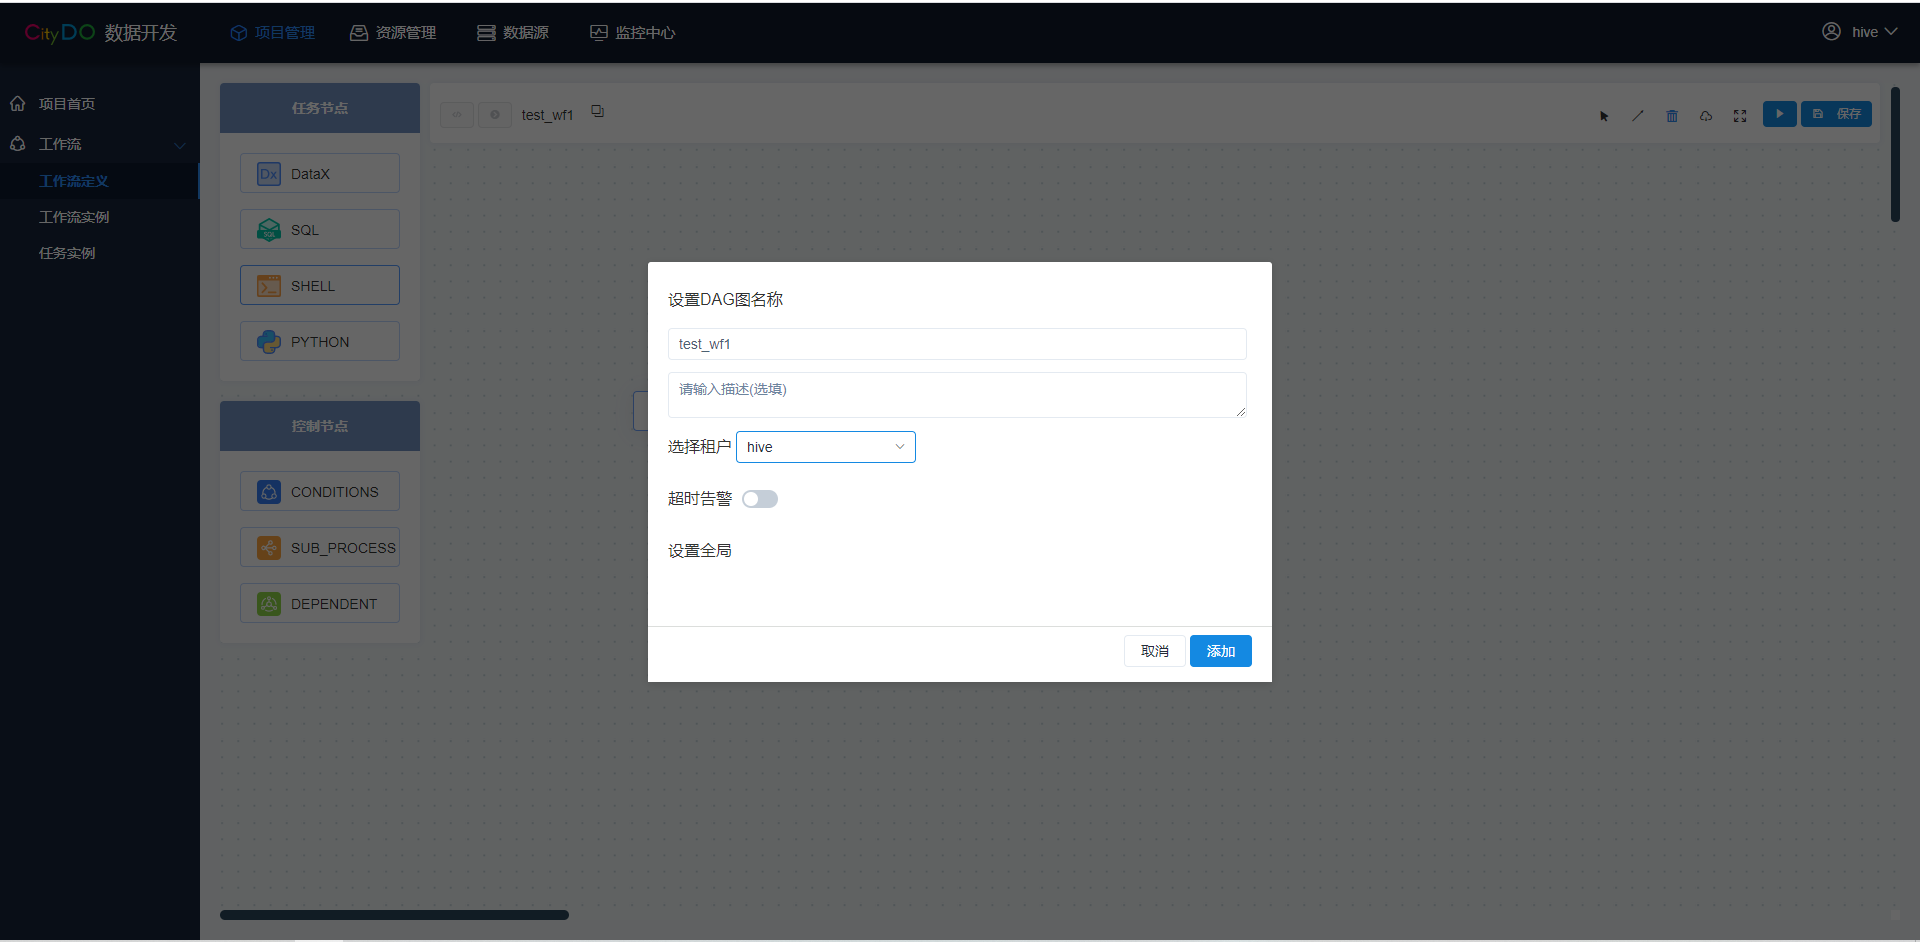 CityDO 数据开发
项目管理
资源管理
数据源
监控中心
hive
项目首页
工作流
工作流定义
工作流实例
任务实例
任务节点
Dx DataX
SQL SQL
SHELL
PYTHON
控制节点
CONDITIONS
SUB_PROCESS
DEPENDENT
test_wf1
保存
设置DAG图名称
test_wf1
请输入描述(选填)
选择租户 hive
超时告警
设置全局
取消 添加